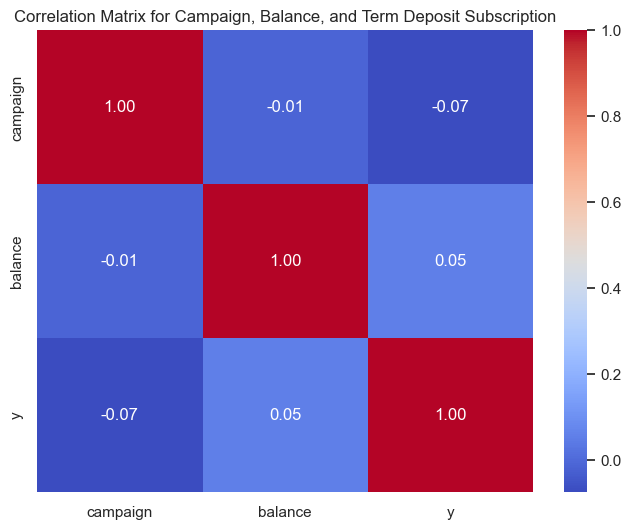 Correlation Matrix for Campaign, Balance, and Term Deposit Subscription
campaign
1.00
-0.01
-0.07
balance
-0.01
1.00
0.05
y
-0.07
0.05
1.00
campaign
balance
y
1.0
0.8
0.6
0.4
0.2
0.0